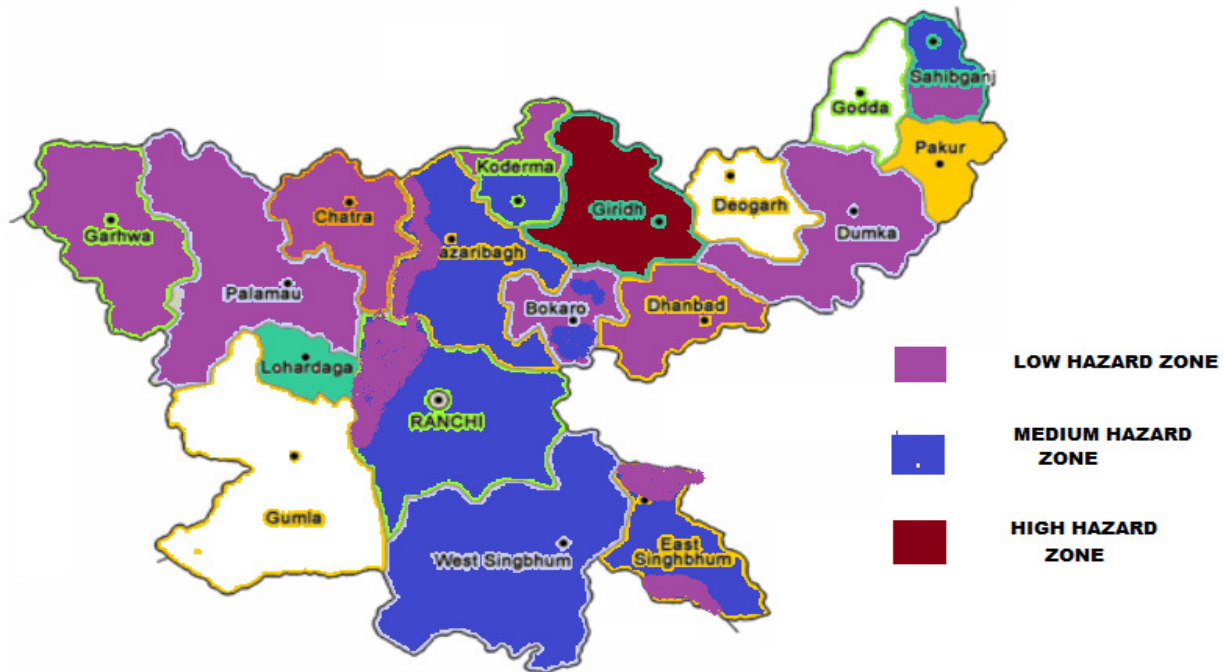 Sahibganj
Godda
Pakur
Koderma
Deogarh
Chatra
Giridh
Garhwa
Dumka
azaribagh
Palamau
Bokaro
Dhanbad
Lohardaga
RANCHI
Gumla
West Singbhum
East
Singhbhum
LOW HAZARD ZONE
MEDIUM HAZARD
ZONE
HIGH HAZARD
ZONE